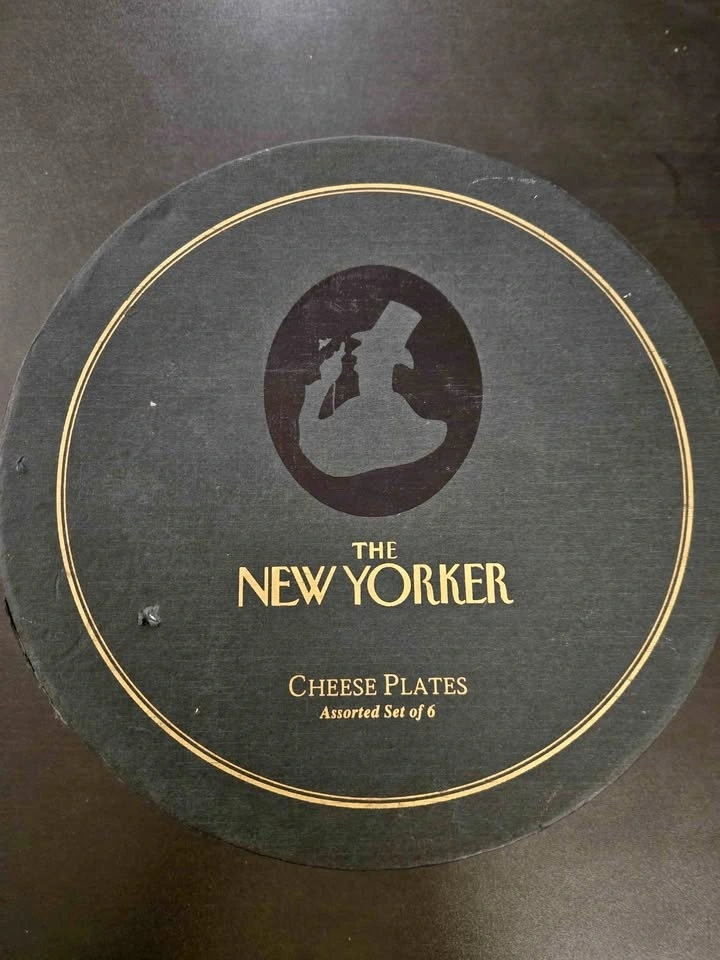 THE
NEW YORKER
CHEESE PLATES
Assorted Set of 6